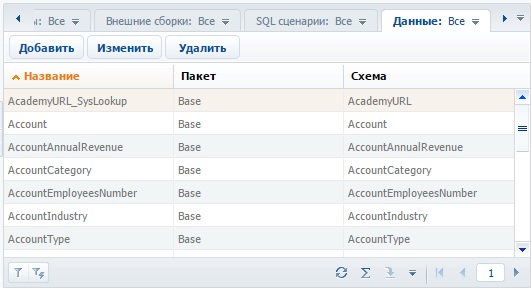 ы: Все Внешние сборки: Все SQL сценарии: Все Данные: Все
Добавить Изменить Удалить
Название Пакет Схема
AcademyURL_SysLookup Base AcademyURL
Account Base Account
AccountAnnualRevenue Base AccountAnnualRevenue
AccountCategory Base AccountCategory
AccountEmployeesNumber Base AccountEmployeesNumber
AccountIndustry Base AccountIndustry
AccountType Base AccountType
1